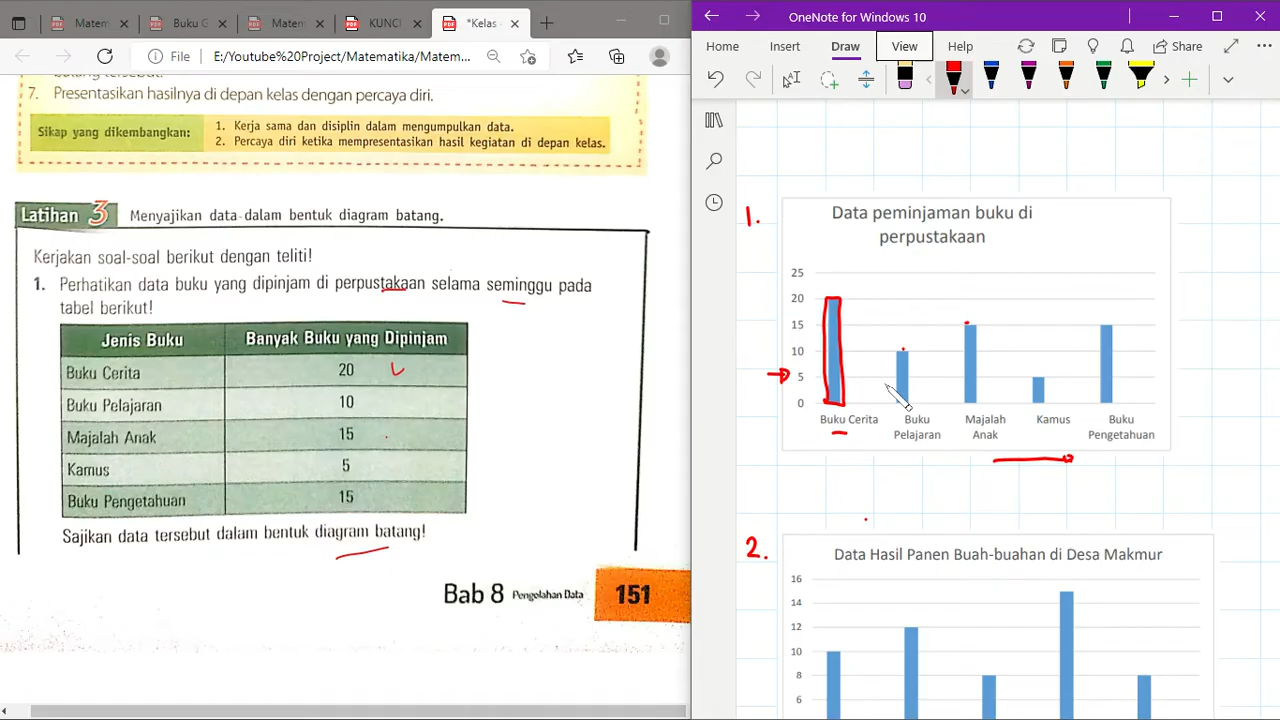 Matem
Buku G
Matem
KUNCI
*Kelas -
File
E:/Youtube%20Project/Matematika/Matem...
7. Presentasikan hasilnya di depan kelas dengan percaya diri.
Sikap yang dikembangkan:
1. Kerja sama dan disiplin dalam mengumpulkan data.
2. Percaya diri ketika mempresentasikan hasil kegiatan di depan kelas.
Latihan 3 Menyajikan data dalam bentuk diagram batang.
Kerjakan soal-soal berikut dengan teliti!
1. Perhatikan data buku yang dipinjam di perpustakaan selama seminggu pada
tabel berikut!
Jenis Buku Banyak Buku yang Dipinjam
Buku Cerita 20
Buku Pelajaran 10
Majalah Anak 15
Kamus 5
Buku Pengetahuan 15
Sajikan data tersebut dalam bentuk diagram batang!
Bab 8 Pengolahan Data 151
OneNote for Windows 10
Home Insert Draw View Help Share
1.
Data peminjaman buku di
perpustakaan
25
20
15
10
5
0
Buku Cerita
Buku
Pelajaran
Majalah
Anak
Kamus
Buku
Pengetahuan
2.
Data Hasil Panen Buah-buahan di Desa Makmur
16
14
12
10
8
6